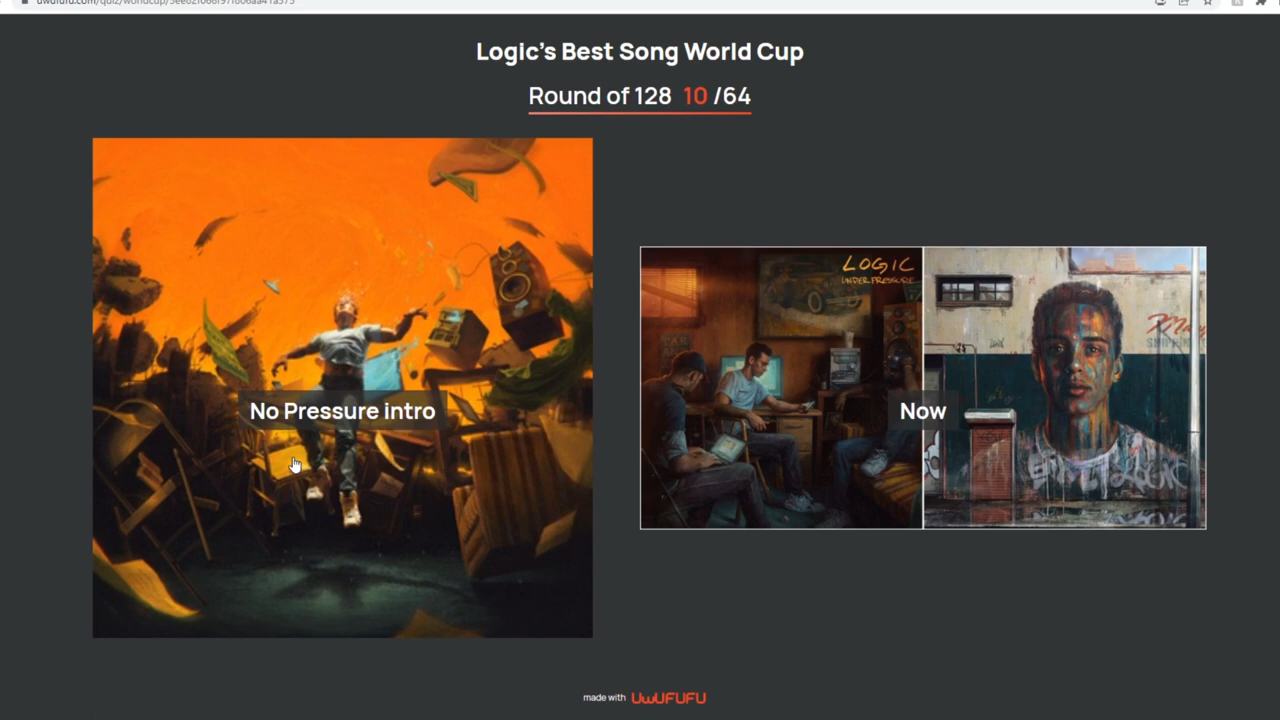 Logic's Best Song World Cup
Round of 128 10 /64
No Pressure intro
LOGIC
UNDER PRESSURE
Now
made with UwUFUFU